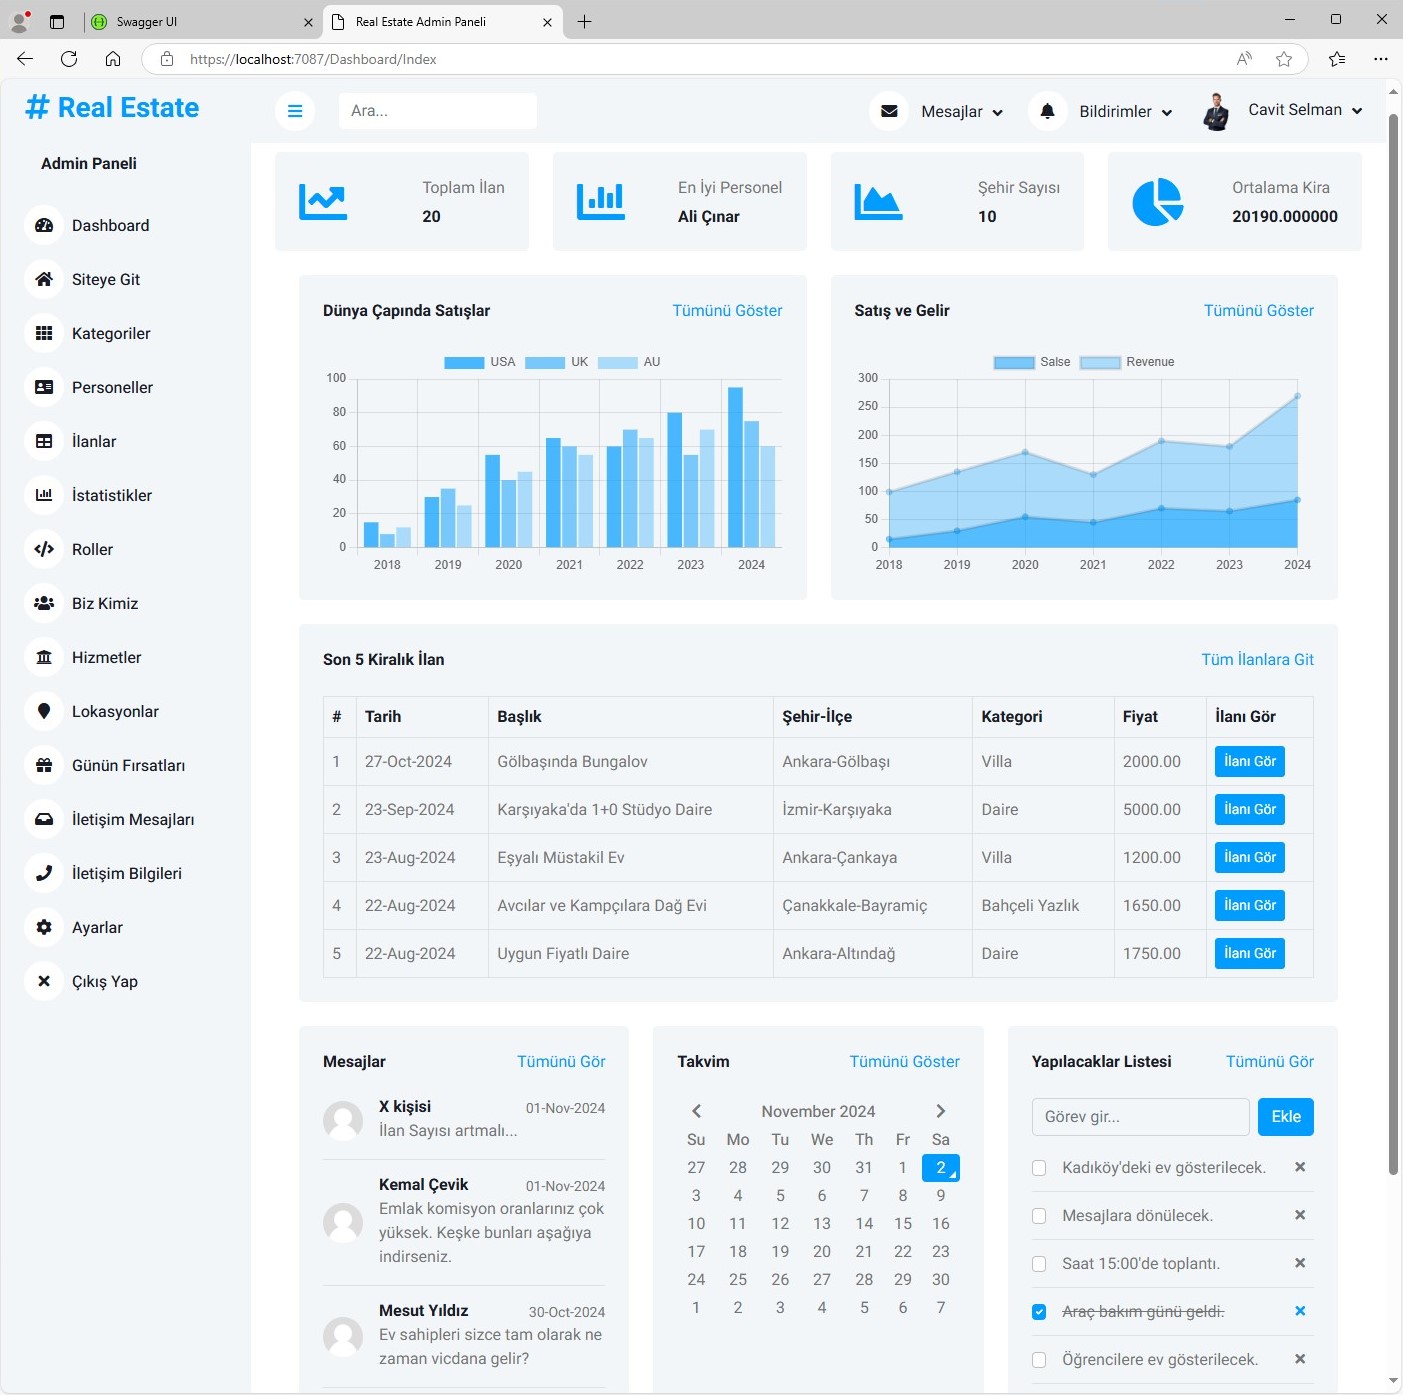 Swagger UI
Real Estate Admin Paneli
https://localhost:7087/Dashboard/Index
# Real Estate
Ara...
Mesajlar
Bildirimler
Cavit Selman
Admin Paneli
Dashboard
Siteye Git
Kategoriler
Personeller
İlanlar
İstatistikler
Roller
Biz Kimiz
Hizmetler
Lokasyonlar
Günün Fırsatları
İletişim Mesajları
İletişim Bilgileri
Ayarlar
Çıkış Yap
Toplam İlan
20
En İyi Personel
Ali Çınar
Şehir Sayısı
10
Ortalama Kira
20190.000000
Dünya Çapında Satışlar Tümünü Göster
USA UK AU
100
80
60
40
20
0
2018 2019 2020 2021 2022 2023 2024
Satış ve Gelir Tümünü Göster
Salse Revenue
300
250
200
150
100
50
0
2018 2019 2020 2021 2022 2023 2024
Son 5 Kiralık İlan Tüm İlanlara Git
# Tarih Başlık Şehir-İlçe Kategori Fiyat İlanı Gör
1 27-Oct-2024 Gölbaşında Bungalov Ankara-Gölbaşı Villa 2000.00 İlanı Gör
2 23-Sep-2024 Karşıyaka'da 1+0 Stüdyo Daire İzmir-Karşıyaka Daire 5000.00 İlanı Gör
3 23-Aug-2024 Eşyalı Müstakil Ev Ankara-Çankaya Villa 1200.00 İlanı Gör
4 22-Aug-2024 Avcılar ve Kampçılara Dağ Evi Çanakkale-Bayramiç Bahçeli Yazlık 1650.00 İlanı Gör
5 22-Aug-2024 Uygun Fiyatlı Daire Ankara-Altındağ Daire 1750.00 İlanı Gör
Mesajlar Tümünü Gör
X kişisi 01-Nov-2024
İlan Sayısı artmalı...
Kemal Çevik 01-Nov-2024
Emlak komisyon oranlarınız çok
yüksek. Keşke bunları aşağıya
indirseniz.
Mesut Yıldız 30-Oct-2024
Ev sahipleri sizce tam olarak ne
zaman vicdana gelir?
Takvim Tümünü Göster
November 2024
Su Mo Tu We Th Fr Sa
27 28 29 30 31 1 2
3 4 5 6 7 8 9
10 11 12 13 14 15 16
17 18 19 20 21 22 23
24 25 26 27 28 29 30
1 2 3 4 5 6 7
Yapılacaklar Listesi Tümünü Gör
Görev gir... Ekle
Kadıköy'deki ev gösterilecek.
Mesajlara dönülecek.
Saat 15:00'de toplantı.
Araç bakım günü geldi.
Öğrencilere ev gösterilecek.